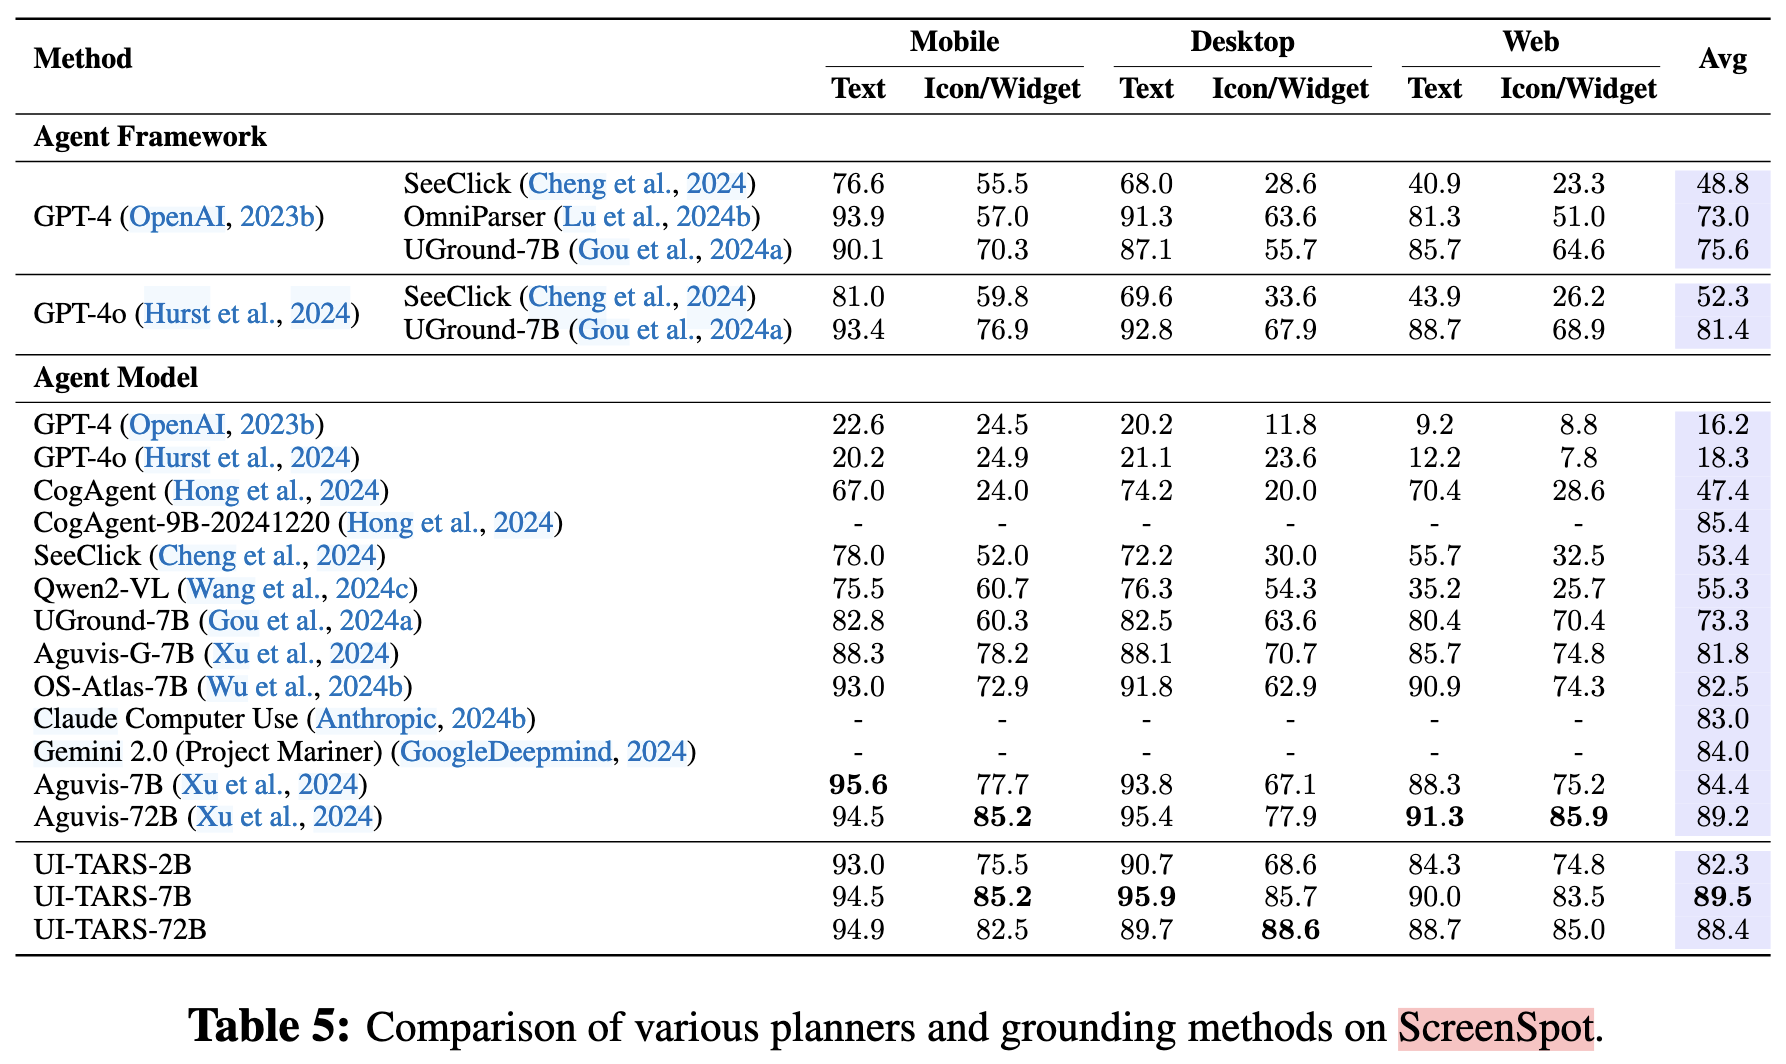 Method Mobile Desktop Web Avg
Text Icon/Widget Text Icon/Widget Text Icon/Widget
Agent Framework
GPT-4 (OpenAI, 2023b) SeeClick (Cheng et al., 2024) 76.6 55.5 68.0 28.6 40.9 23.3 48.8
OmniParser (Lu et al., 2024b) 93.9 57.0 91.3 63.6 81.3 51.0 73.0
UGround-7B (Gou et al., 2024a) 90.1 70.3 87.1 55.7 85.7 64.6 75.6
GPT-4o (Hurst et al., 2024) SeeClick (Cheng et al., 2024) 81.0 59.8 69.6 33.6 43.9 26.2 52.3
UGround-7B (Gou et al., 2024a) 93.4 76.9 92.8 67.9 88.7 68.9 81.4
Agent Model
GPT-4 (OpenAI, 2023b) 22.6 24.5 20.2 11.8 9.2 8.8 16.2
GPT-4o (Hurst et al., 2024) 20.2 24.9 21.1 23.6 12.2 7.8 18.3
CogAgent (Hong et al., 2024) 67.0 24.0 74.2 20.0 70.4 28.6 47.4
CogAgent-9B-20241220 (Hong et al., 2024) - - - - - - 85.4
SeeClick (Cheng et al., 2024) 78.0 52.0 72.2 30.0 55.7 32.5 53.4
Qwen2-VL (Wang et al., 2024c) 75.5 60.7 76.3 54.3 35.2 25.7 55.3
UGround-7B (Gou et al., 2024a) 82.8 60.3 82.5 63.6 80.4 70.4 73.3
Aguvis-G-7B (Xu et al., 2024) 88.3 78.2 88.1 70.7 85.7 74.8 81.8
OS-Atlas-7B (Wu et al., 2024b) 93.0 72.9 91.8 62.9 90.9 74.3 82.5
Claude Computer Use (Anthropic, 2024b) - - - - - - 83.0
Gemini 2.0 (Project Mariner) (GoogleDeepmind, 2024) - - - - - - 84.0
Aguvis-7B (Xu et al., 2024) 95.6 77.7 93.8 67.1 88.3 75.2 84.4
Aguvis-72B (Xu et al., 2024) 94.5 85.2 95.4 77.9 91.3 85.9 89.2
UI-TARS-2B 93.0 75.5 90.7 68.6 84.3 74.8 82.3
UI-TARS-7B 94.5 85.2 95.9 85.7 90.0 83.5 89.5
UI-TARS-72B 94.9 82.5 89.7 88.6 88.7 85.0 88.4
Table 5: Comparison of various planners and grounding methods on ScreenSpot.